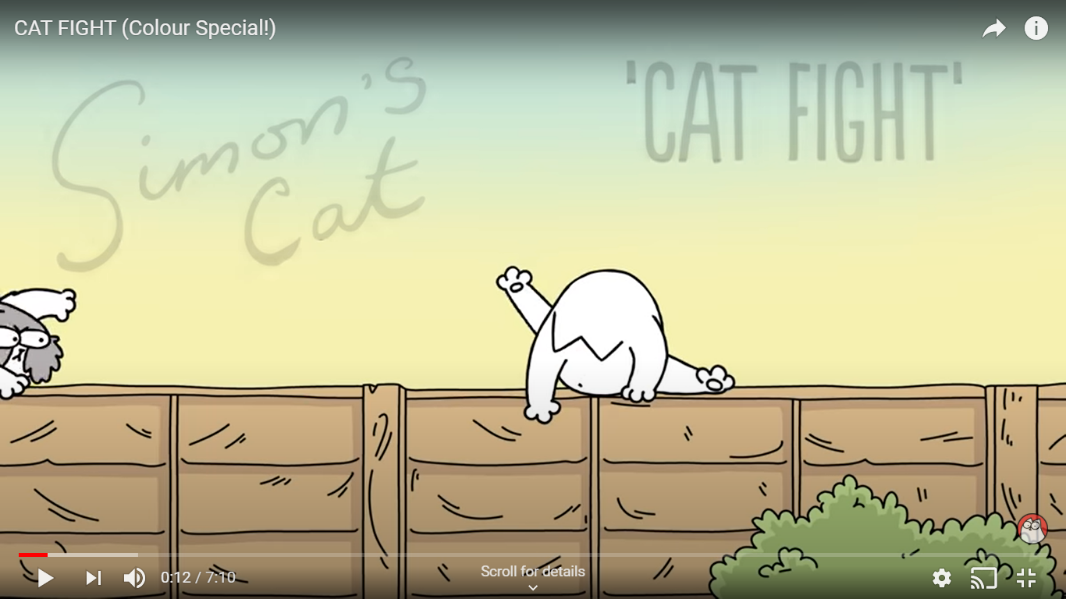 CAT FIGHT (Colour Special!)
Simon's
Cat
'CAT FIGHT'
Scroll for details
0:12 / 7:10